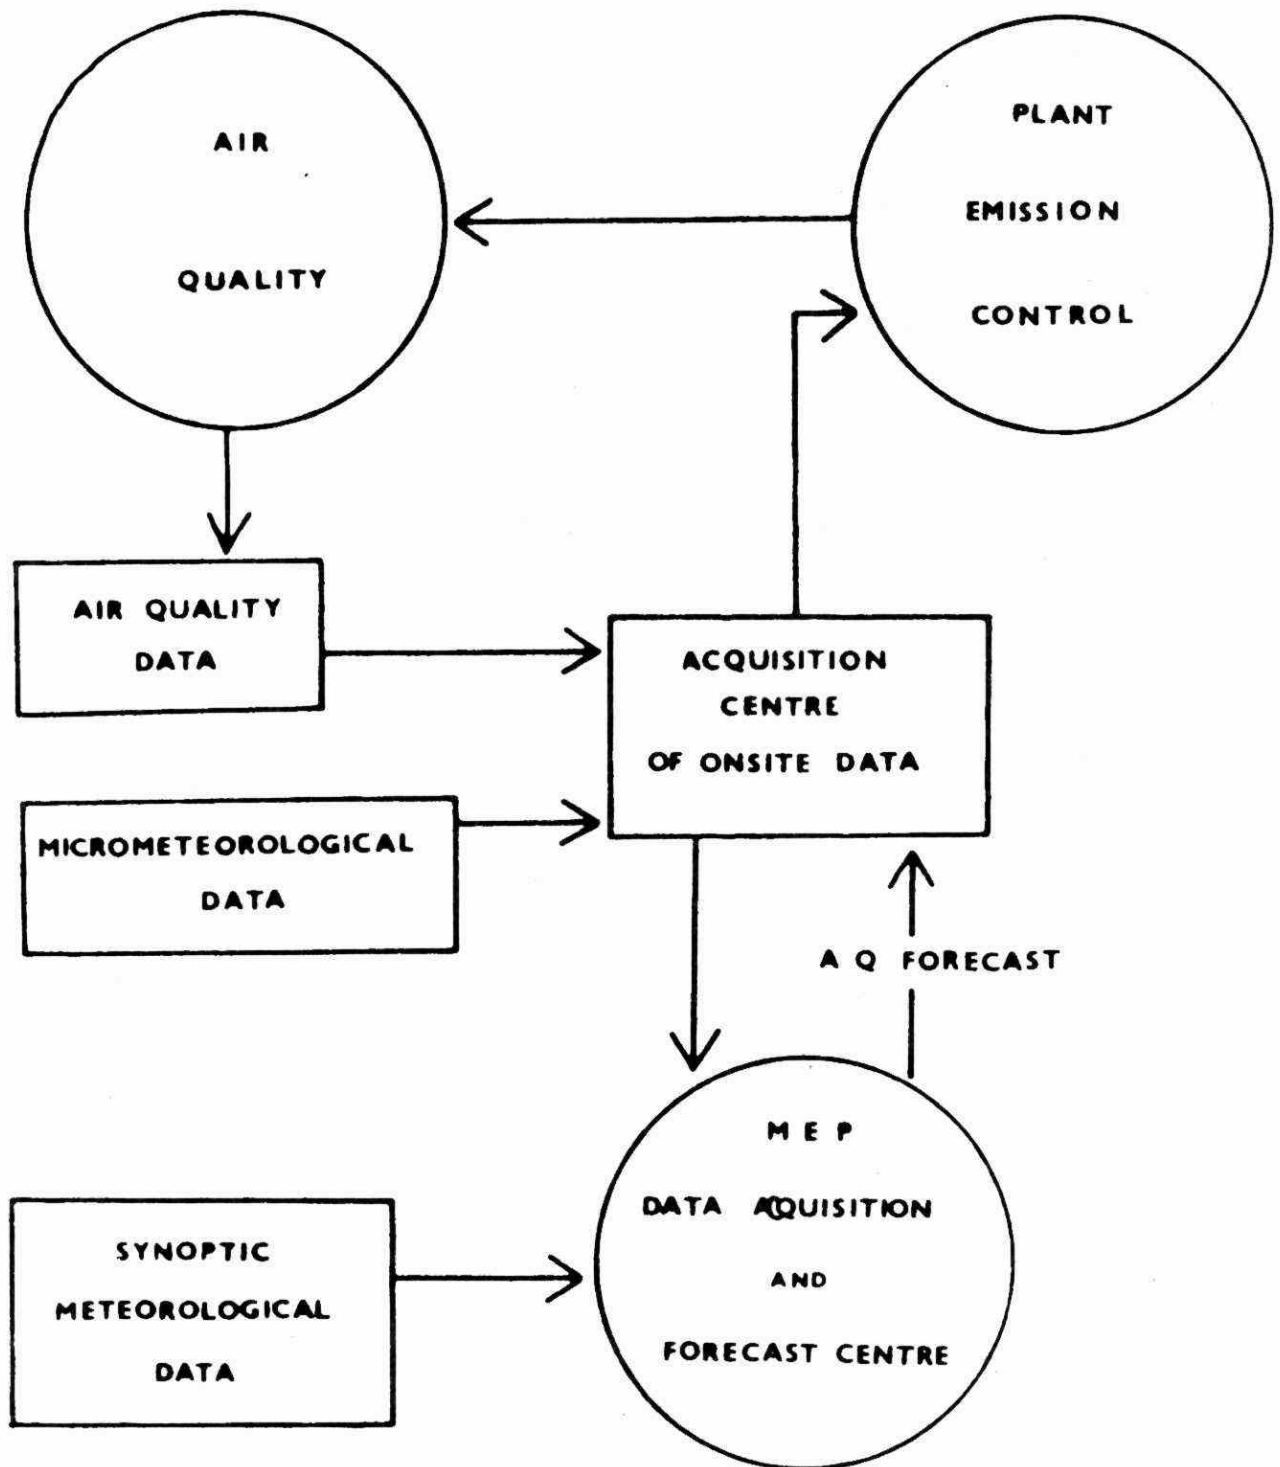 AIR
QUALITY
PLANT
EMISSION
CONTROL
AIR QUALITY
DATA
ACQUISITION
CENTRE
OF ONSITE DATA
MICROMETEOROLOGICAL
DATA
A Q FORECAST
M E P
DATA ACQUISITION
AND
FORECAST CENTRE
SYNOPTIC
METEOROLOGICAL
DATA